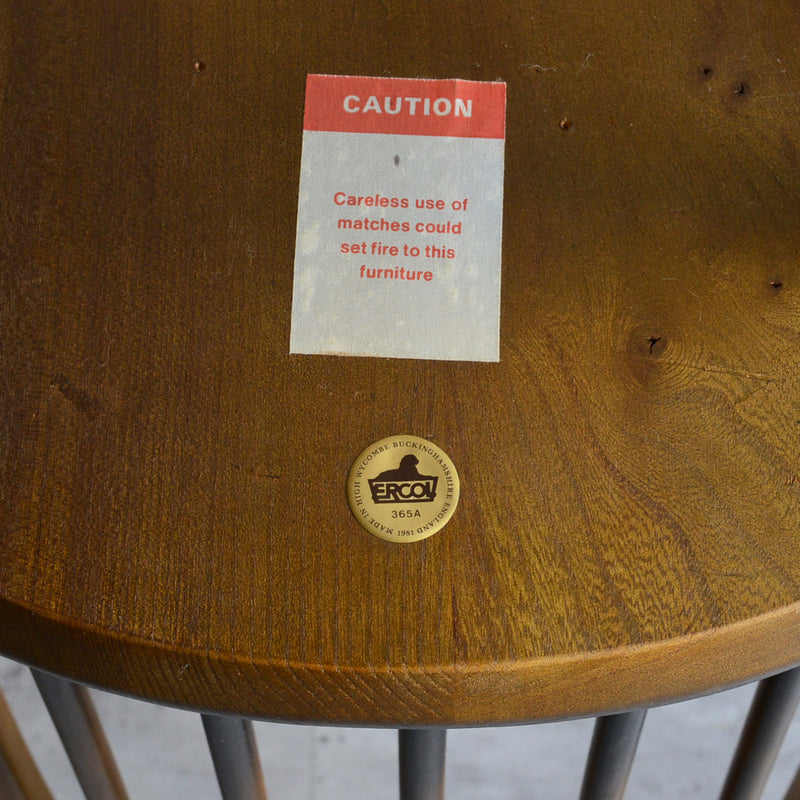 CAUTION
Careless use of
matches could
set fire to this
furniture
MADE IN HIGH WYCOMBE BUCKINGHAMSHIRE ENGLAND 1981
ERCOL
365A